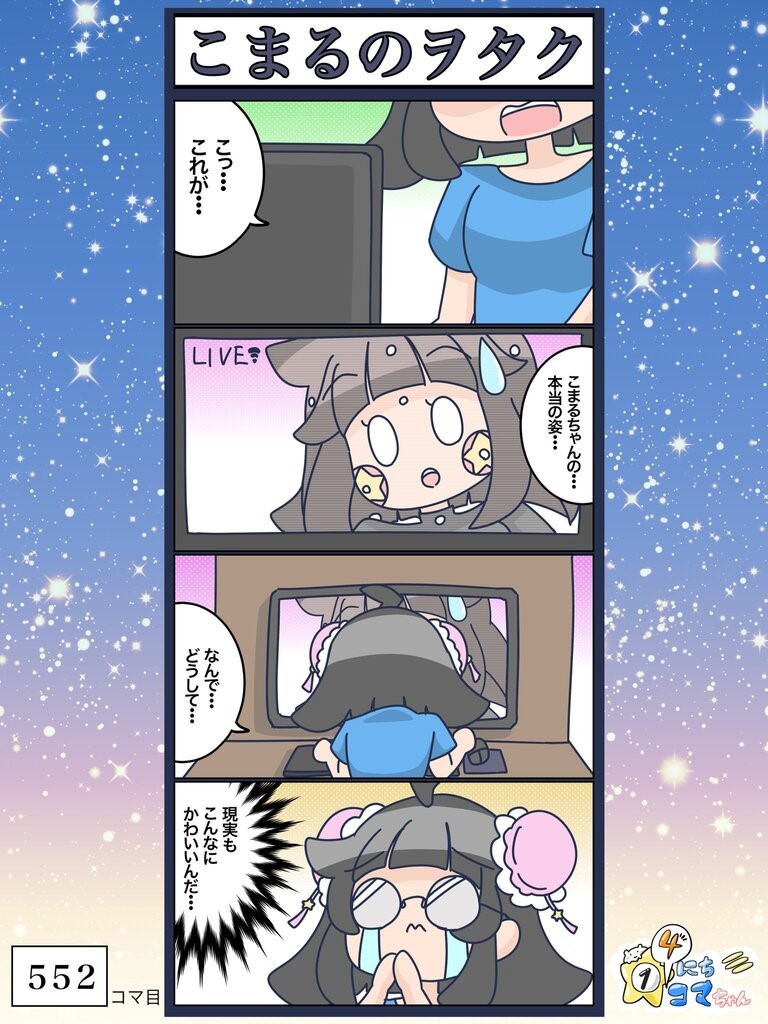 こまるのヲタク
こっ…
これが…
LIVE
こまるちゃんの…
本当の姿…
なんで…
どうして…
現実も
こんなに
かわいいんだ…
552
コマ目
1
にち
4
コマ
ちゃん